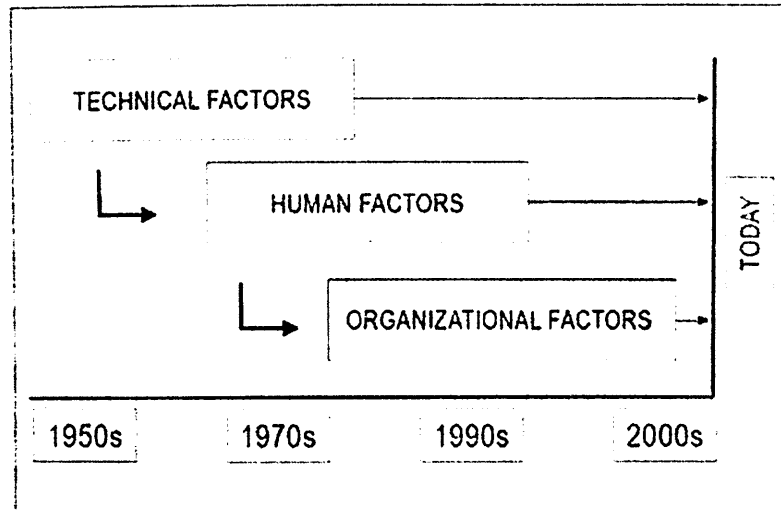 TECHNICAL FACTORS
HUMAN FACTORS
ORGANIZATIONAL FACTORS
TODAY
1950s
1970s
1990s
2000s